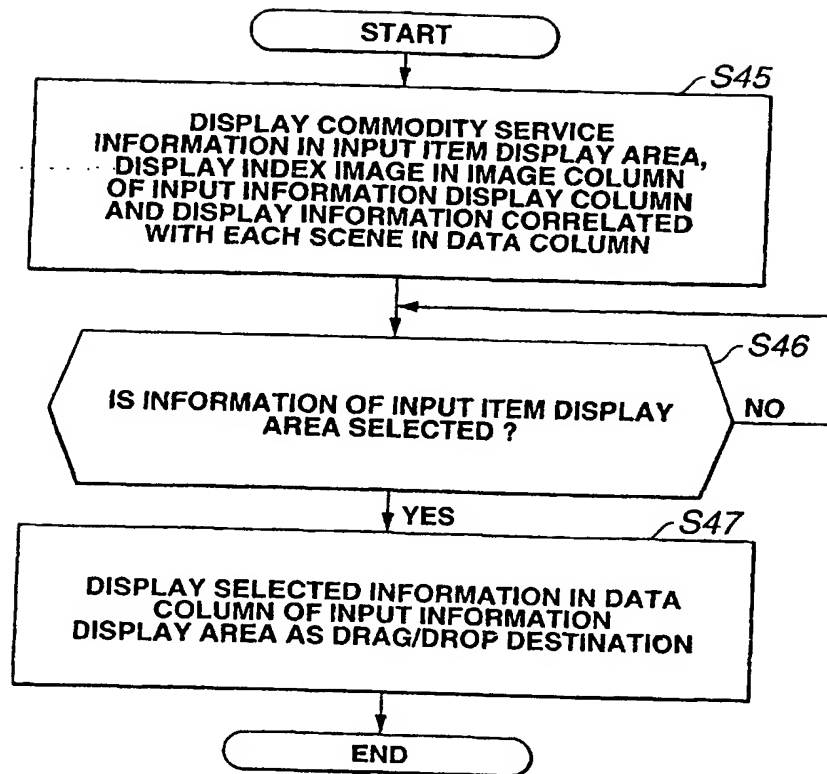 START
S45
DISPLAY COMMODITY SERVICE
INFORMATION IN INPUT ITEM DISPLAY AREA,
DISPLAY INDEX IMAGE IN IMAGE COLUMN
OF INPUT INFORMATION DISPLAY COLUMN
AND DISPLAY INFORMATION CORRELATED
WITH EACH SCENE IN DATA COLUMN
S46
IS INFORMATION OF INPUT ITEM DISPLAY
AREA SELECTED ?
NO
YES
S47
DISPLAY SELECTED INFORMATION IN DATA
COLUMN OF INPUT INFORMATION
DISPLAY AREA AS DRAG/DROP DESTINATION
END